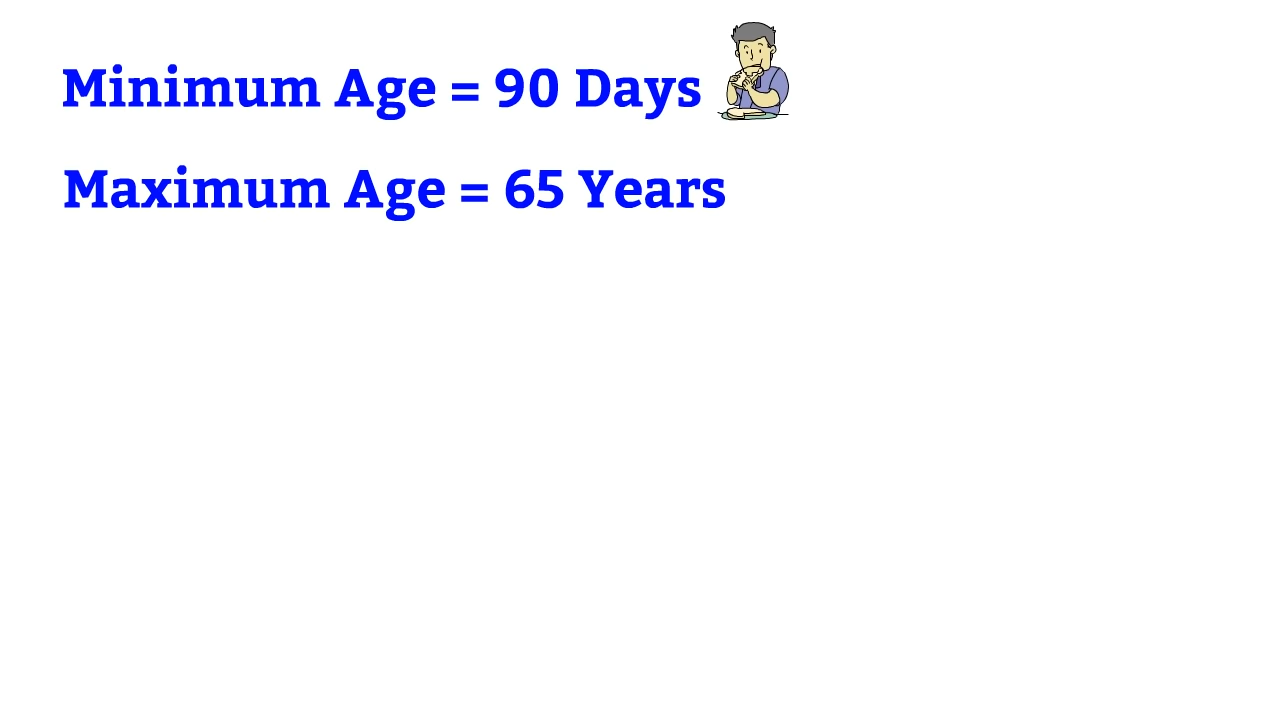 Minimum Age = 90 Days
Maximum Age = 65 Years